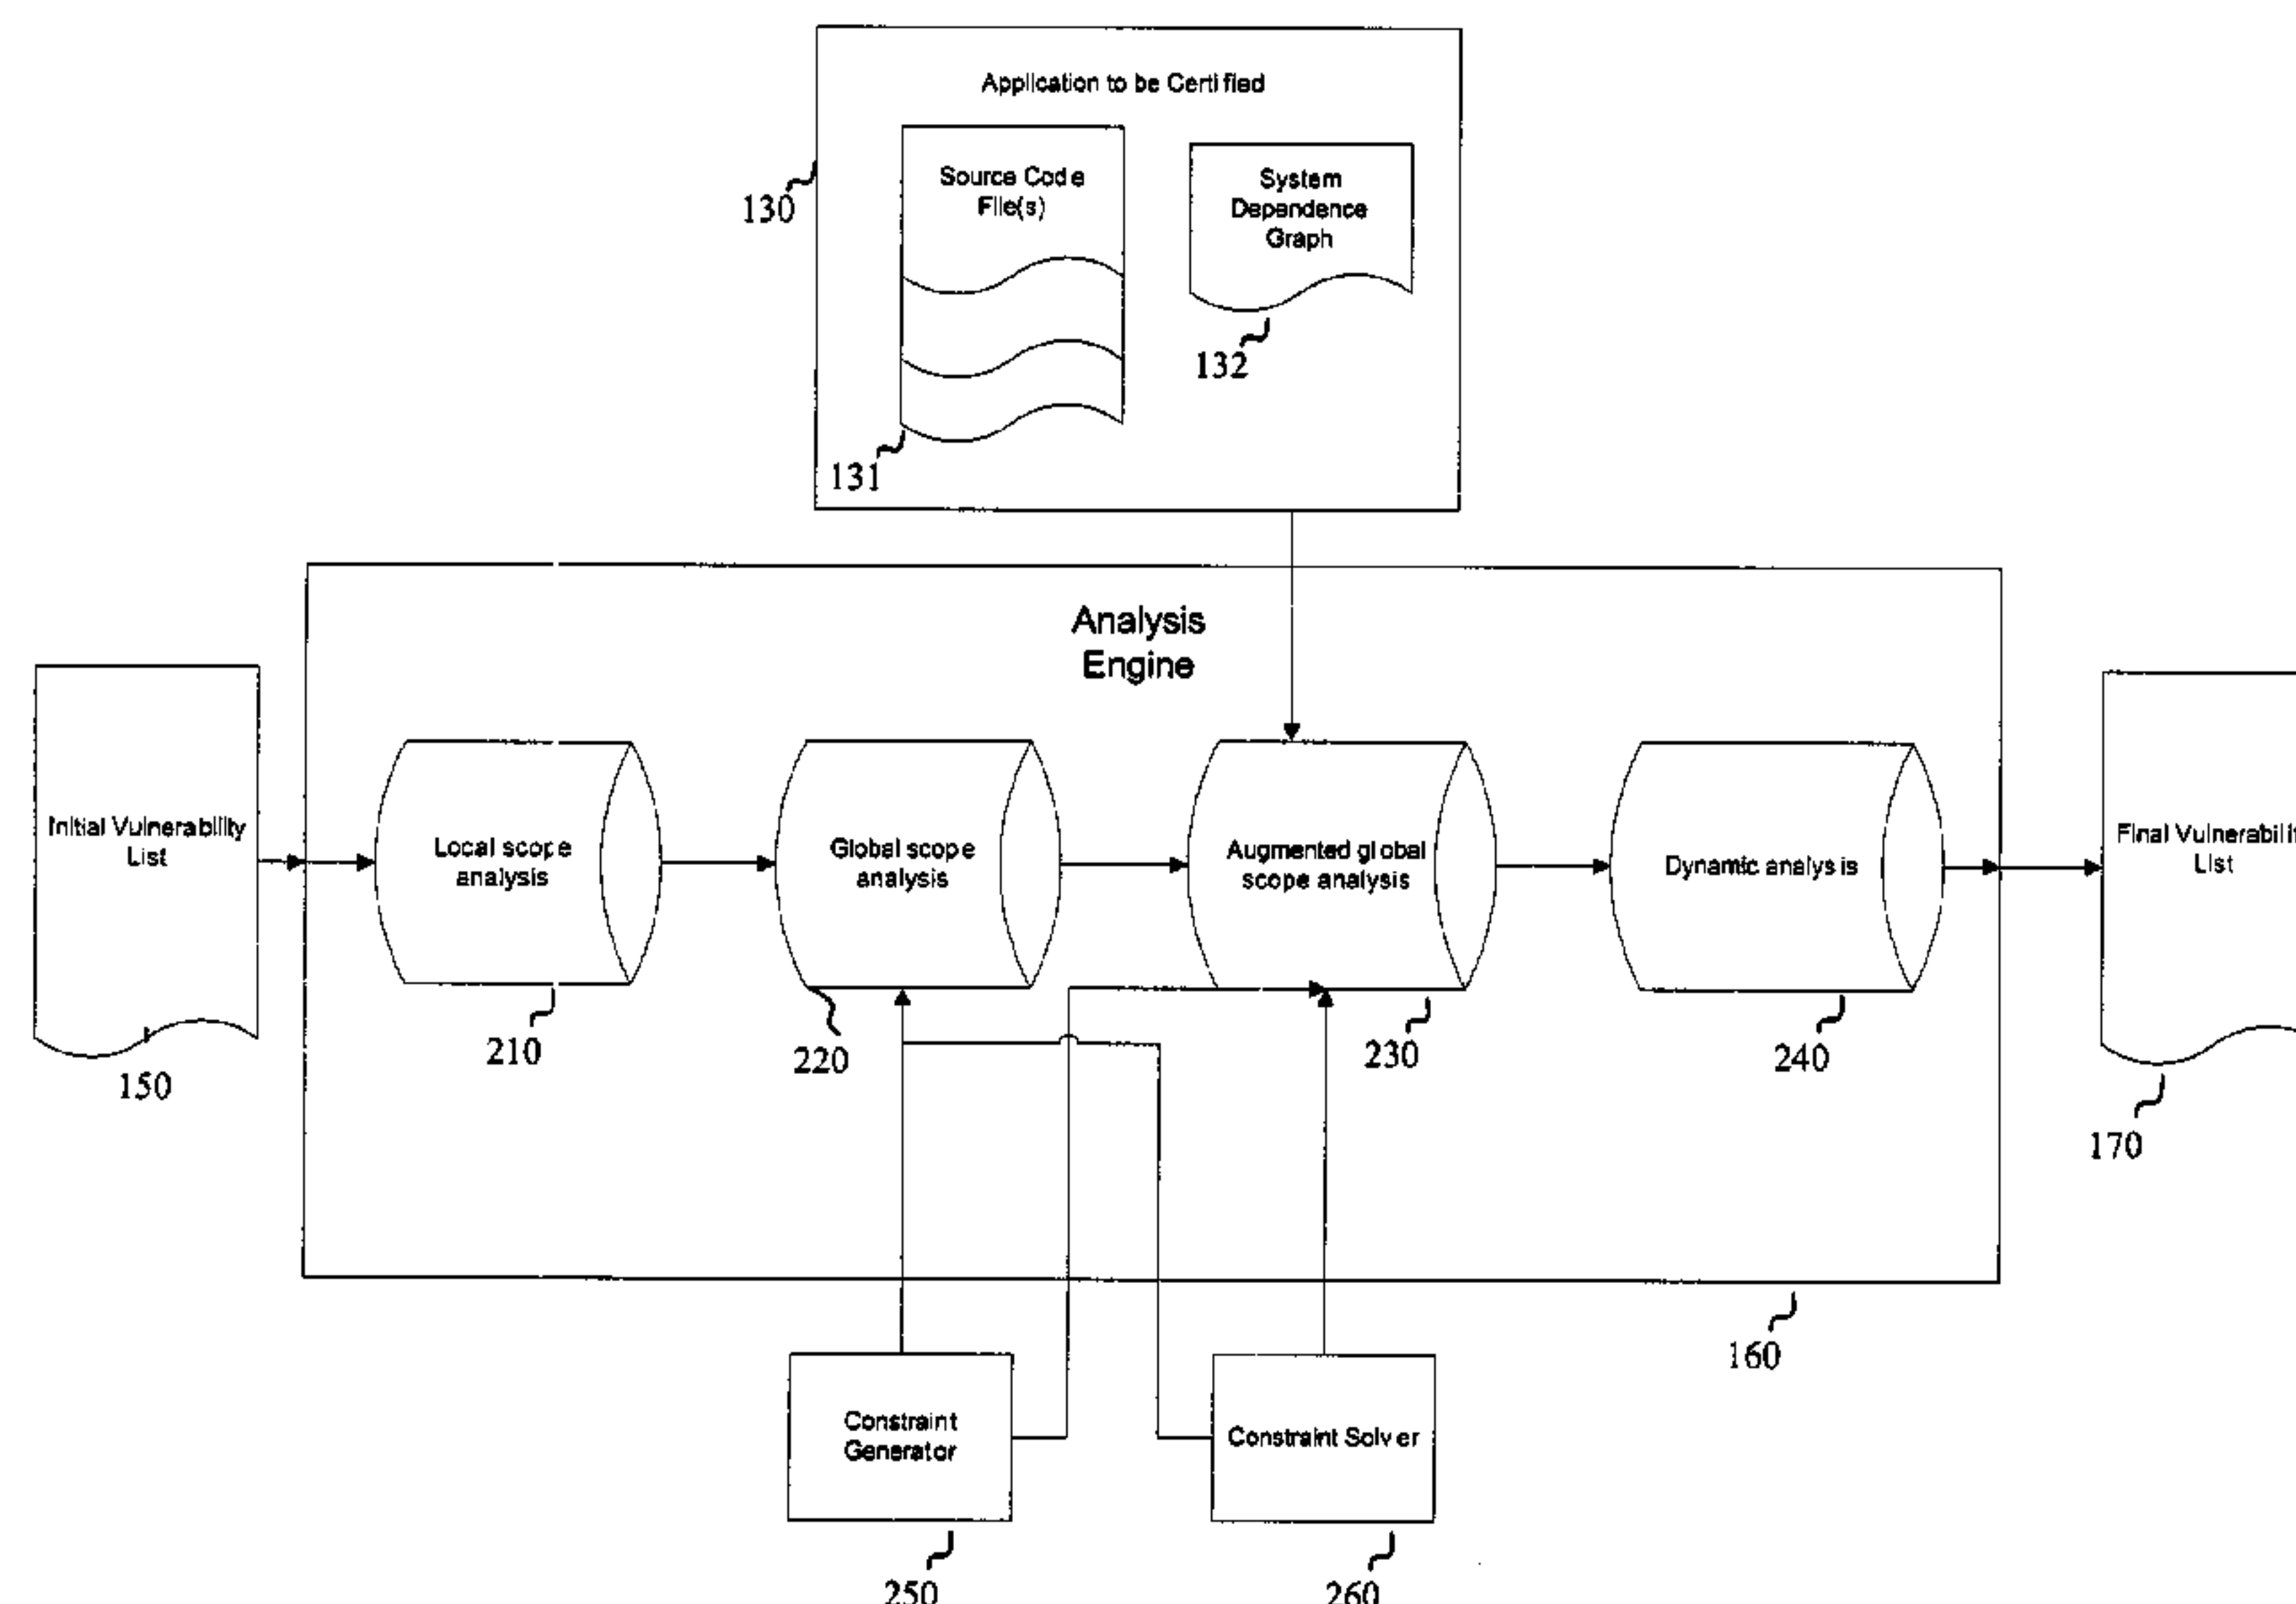 Application to be Certified
Source Code
File(s)
System
Dependence
Graph
130
132
131
Analysis
Engine
Initial Vulnerability
List
Local scope
analysis
Global scope
analysis
Augmented global
scope analysis
Dynamic analysis
Final Vulnerabilit
List
210
220
230
240
150
170
160
Constraint
Generator
Constraint Solver
250
260